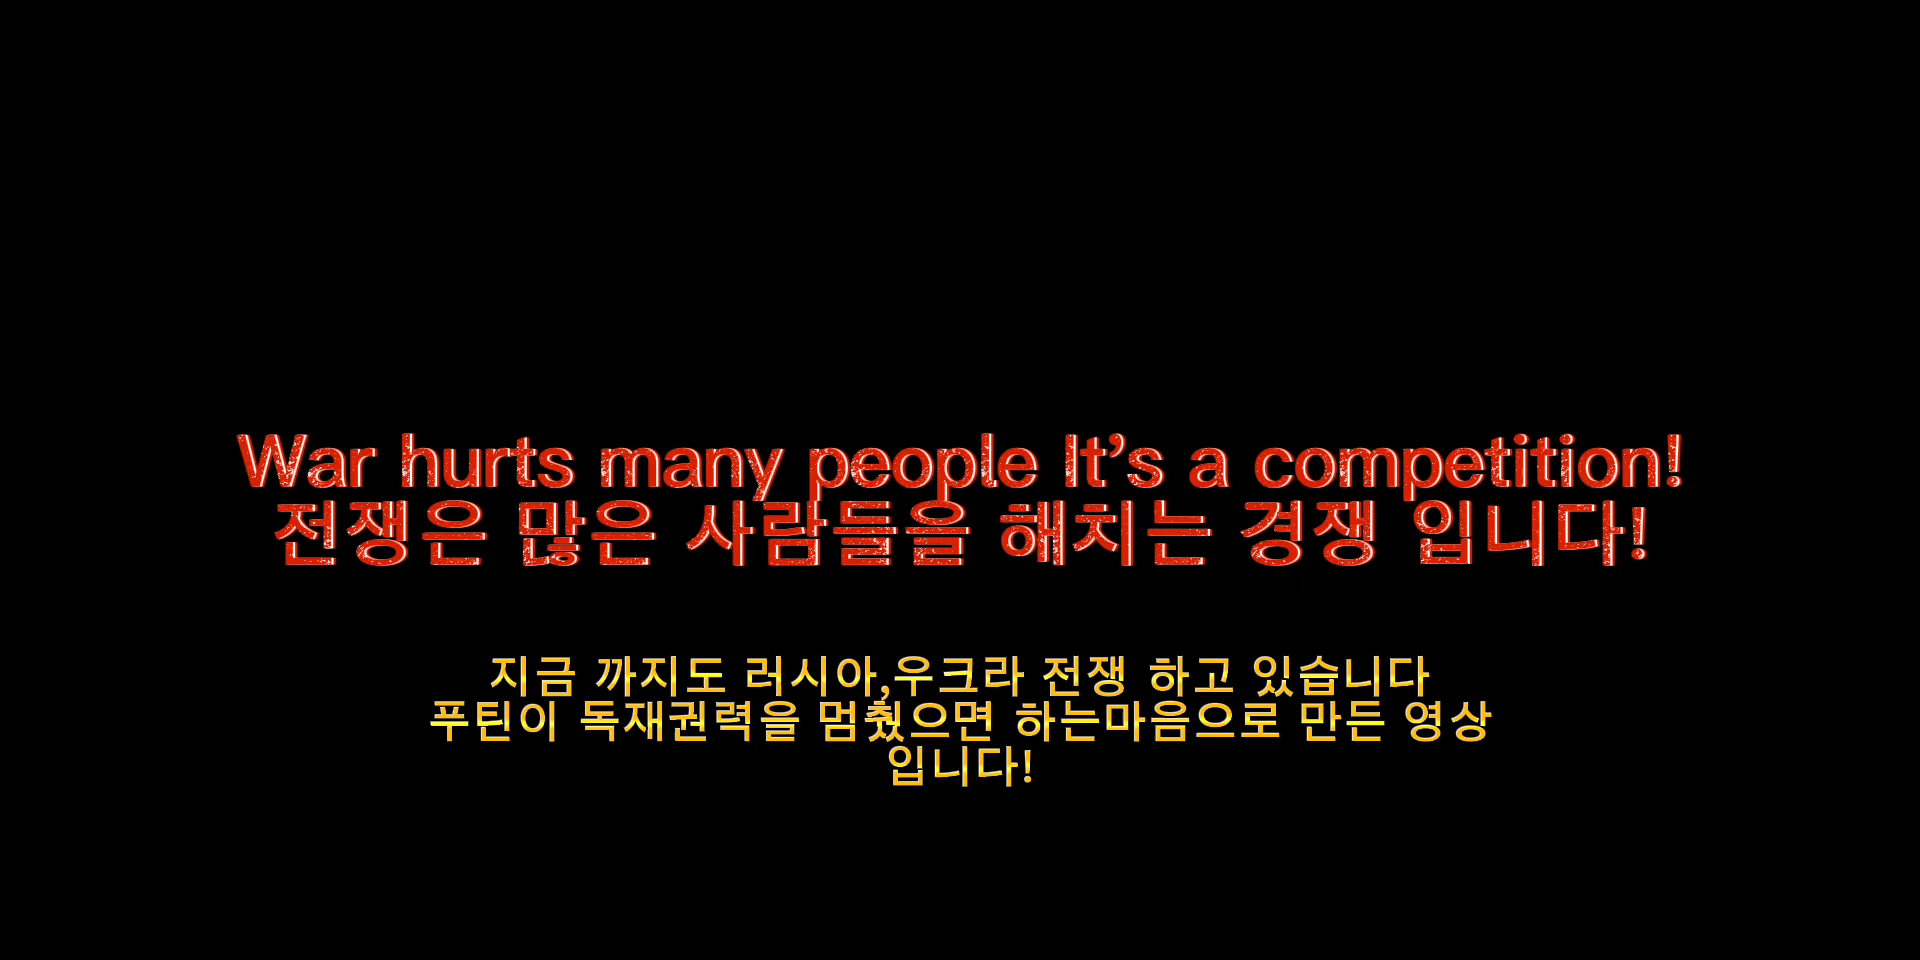 War hurts many people It’s a competition!
전쟁은 많은 사람들을 해치는 경쟁 입니다!
지금 까지도 러시아,우크라 전쟁 하고 있습니다
푸틴이 독재권력을 멈췄으면 하는마음으로 만든 영상
입니다!